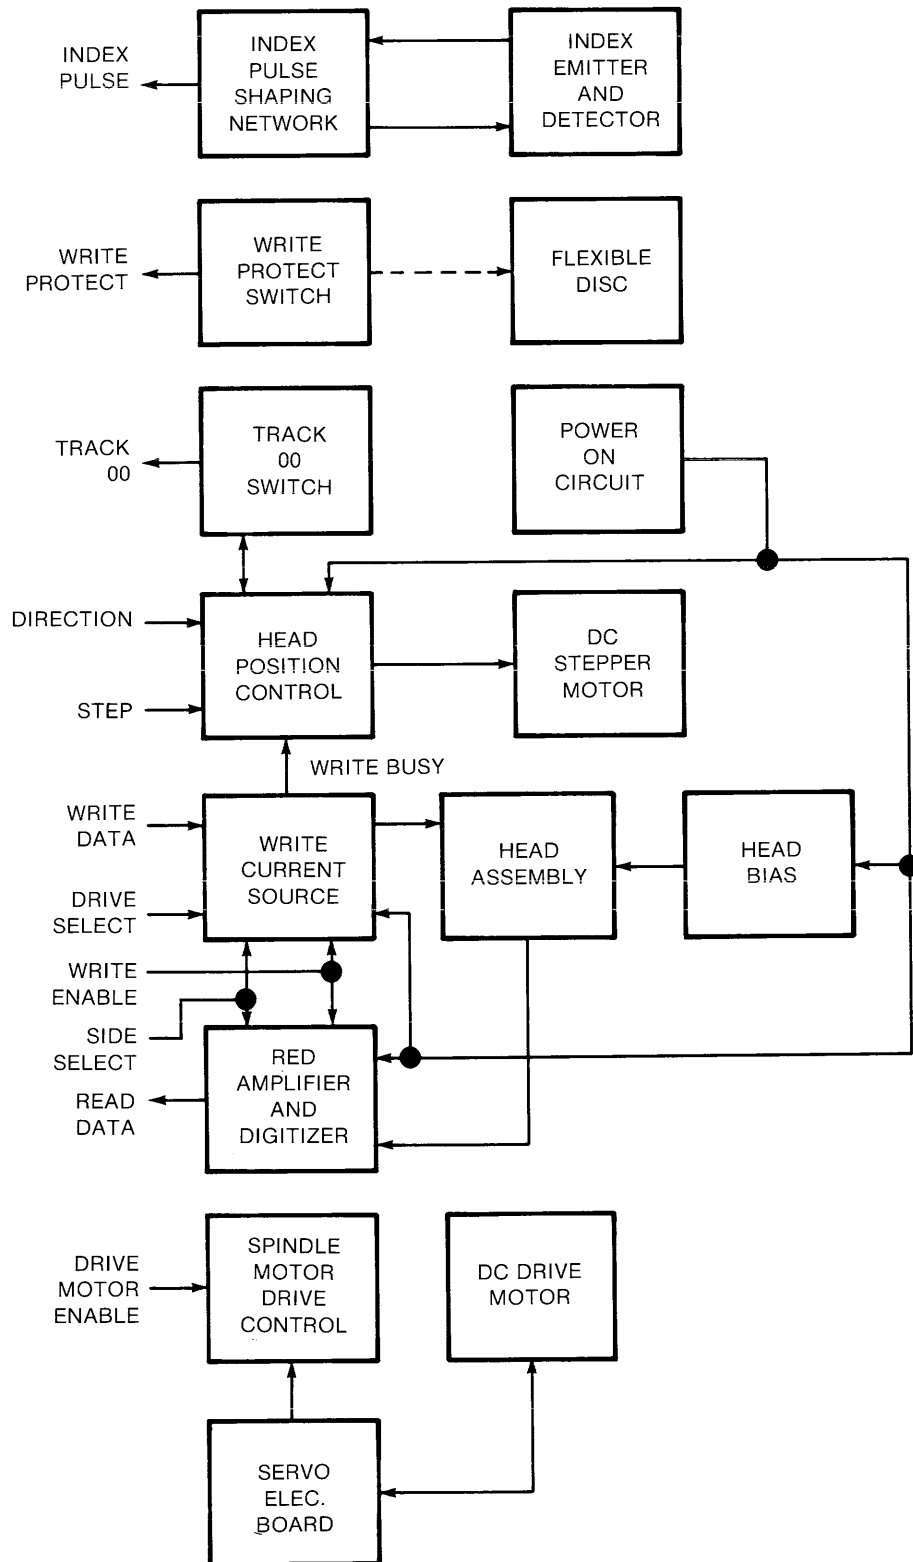 INDEX
PULSE
INDEX
PULSE
SHAPING
NETWORK
INDEX
EMITTER
AND
DETECTOR
WRITE
PROTECT
WRITE
PROTECT
SWITCH
FLEXIBLE
DISC
TRACK
00
TRACK
00
SWITCH
POWER
ON
CIRCUIT
DIRECTION
STEP
HEAD
POSITION
CONTROL
DC
STEPPER
MOTOR
WRITE BUSY
WRITE
DATA
DRIVE
SELECT
WRITE
CURRENT
SOURCE
HEAD
ASSEMBLY
HEAD
BIAS
WRITE
ENABLE
SIDE
SELECT
READ
DATA
RED
AMPLIFIER
AND
DIGITIZER
DRIVE
MOTOR
ENABLE
SPINDLE
MOTOR
DRIVE
CONTROL
DC DRIVE
MOTOR
SERVO
ELEC.
BOARD